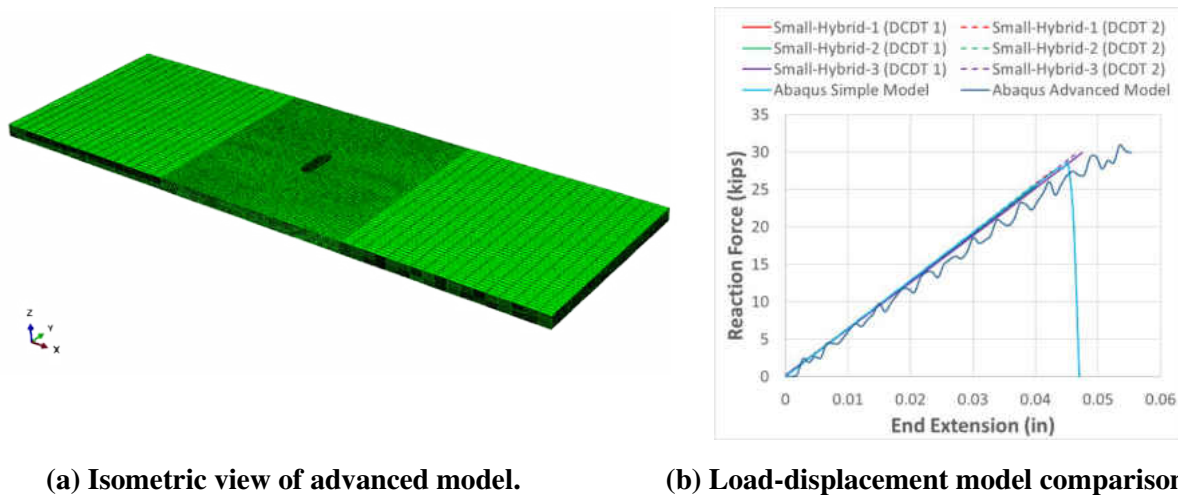 Small-Hybrid-1 (DCDT 1) Small-Hybrid-1 (DCDT 2)
Small-Hybrid-2 (DCDT 1) Small-Hybrid-2 (DCDT 2)
Small-Hybrid-3 (DCDT 1) Small-Hybrid-3 (DCDT 2)
Abaqus Simple Model Abaqus Advanced Model
35
30
25
20
15
10
5
0
Reaction Force (kips)
0 0.01 0.02 0.03 0.04 0.05 0.06
End Extension (in)
Z
Y
X
(a) Isometric view of advanced model. (b) Load-displacement model comparison